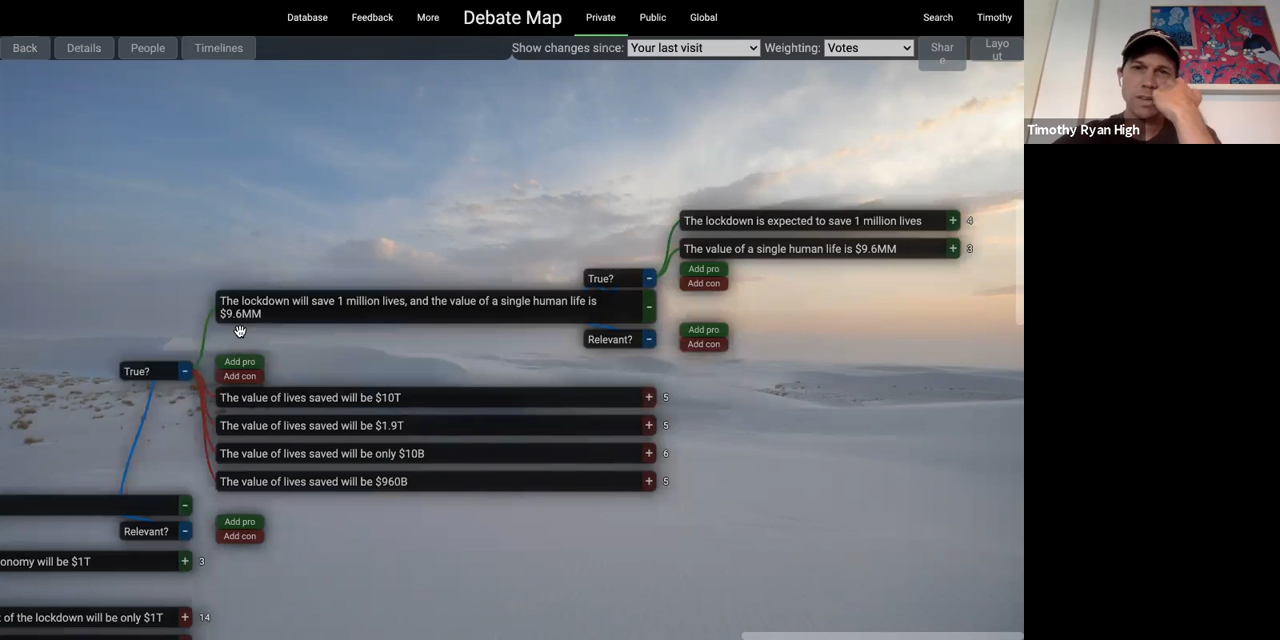 Database Feedback More Debate Map Private Public Global Search Timothy
Back Details People Timelines Show changes since: Your last visit Weighting: Votes Shar
e Layo
ut
Timothy Ryan High
The lockdown is expected to save 1 million lives + 4
The value of a single human life is $9.6MM + 3
Add pro
Add con
True? -
The lockdown will save 1 million lives, and the value of a single human life is
$9.6MM -
Relevant? -
Add pro
Add con
True? -
Add pro
Add con
The value of lives saved will be $10T + 5
The value of lives saved will be $1.9T + 5
The value of lives saved will be only $10B + 6
The value of lives saved will be $960B + 5
-
Relevant? -
Add pro
Add con
onomy will be $1T + 3
t of the lockdown will be only $1T + 14